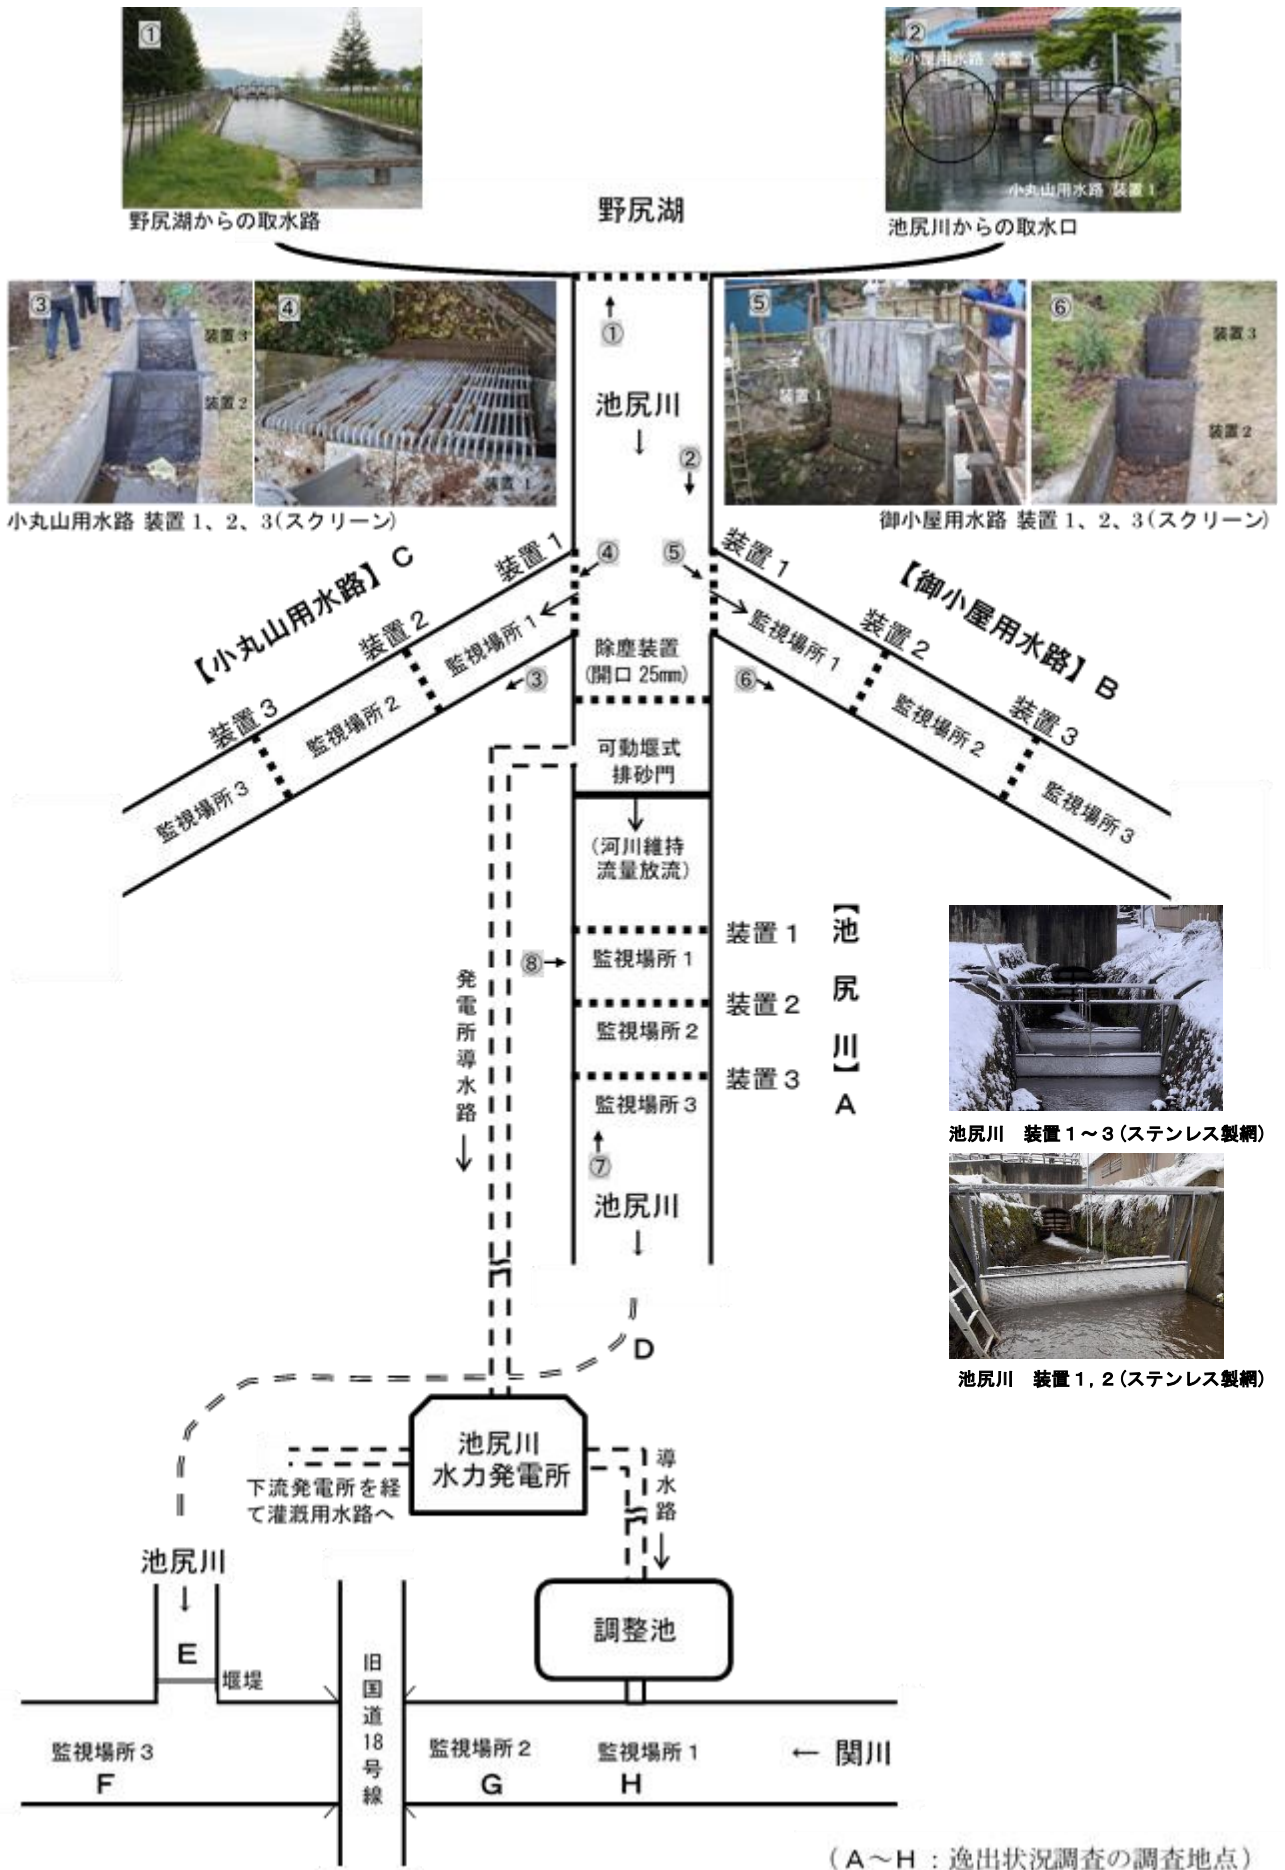 ①
②
御小屋用水路 装置1
小丸山用水路 装置1
野尻湖からの取水路
野尻湖
池尻川からの取水口
③
装置3
装置2
④
装置 1
①
池尻川
↓
②
⑤
装置 1
⑥
装置3
装置2
小丸山用水路 装置1、2、3(スクリーン)
御小屋用水路 装置1、2、3(スクリーン)
【小丸山用水路】C
装置1
装置2
装置3
監視場所1
監視場所2
監視場所3
④
③
⑤
⑥
除塵装置
(開口 25mm)
【御小屋用水路】B
装置1
装置2
装置3
監視場所1
監視場所2
監視場所3
可動堰式
排砂門
(河川維持
流量放流)
発電所導水路
⑧
監視場所1
監視場所2
監視場所3
装置1
装置2
装置3
【池尻川】A
⑦
池尻川
↓
D
池尻川 装置1~3(ステンレス製網)
池尻川 装置1,2(ステンレス製網)
池尻川
水力発電所
下流発電所を経
て灌漑用水路へ
導水路
調整池
池尻川
↓
E
堰堤
旧国道18号線
監視場所3
F
監視場所2
G
監視場所1
H
← 関川
(A~H:逸出状況調査の調査地点)